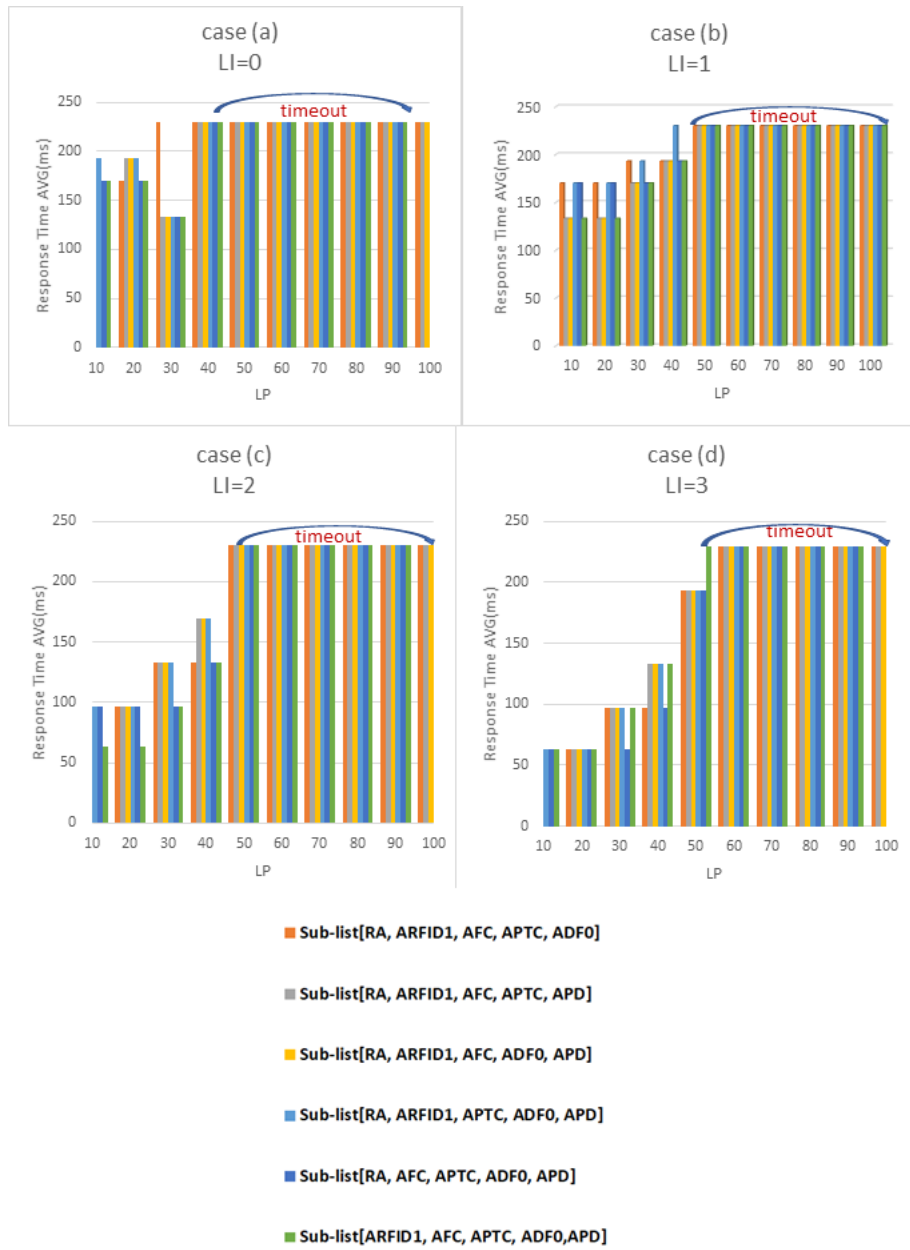 case (a)
LI=0
250
200
150
100
50
0
Response Time AVG(ms)
timeout
10 20 30 40 50 60 70 80 90 100
LP
case (b)
LI=1
250
200
150
100
50
0
Response Time AVG(ms)
timeout
10 20 30 40 50 60 70 80 90 100
LP
case (c)
LI=2
250
200
150
100
50
0
Response Time AVG(ms)
timeout
10 20 30 40 50 60 70 80 90 100
LP
case (d)
LI=3
250
200
150
100
50
0
Response Time AVG(ms)
timeout
10 20 30 40 50 60 70 80 90 100
LP
Sub-list[RA, ARFID1, AFC, APTC, ADF0]
Sub-list[RA, ARFID1, AFC, APTC, APD]
Sub-list[RA, ARFID1, AFC, ADF0, APD]
Sub-list[RA, ARFID1, APTC, ADF0, APD]
Sub-list[RA, AFC, APTC, ADF0, APD]
Sub-list[ARFID1, AFC, APTC, ADF0,APD]